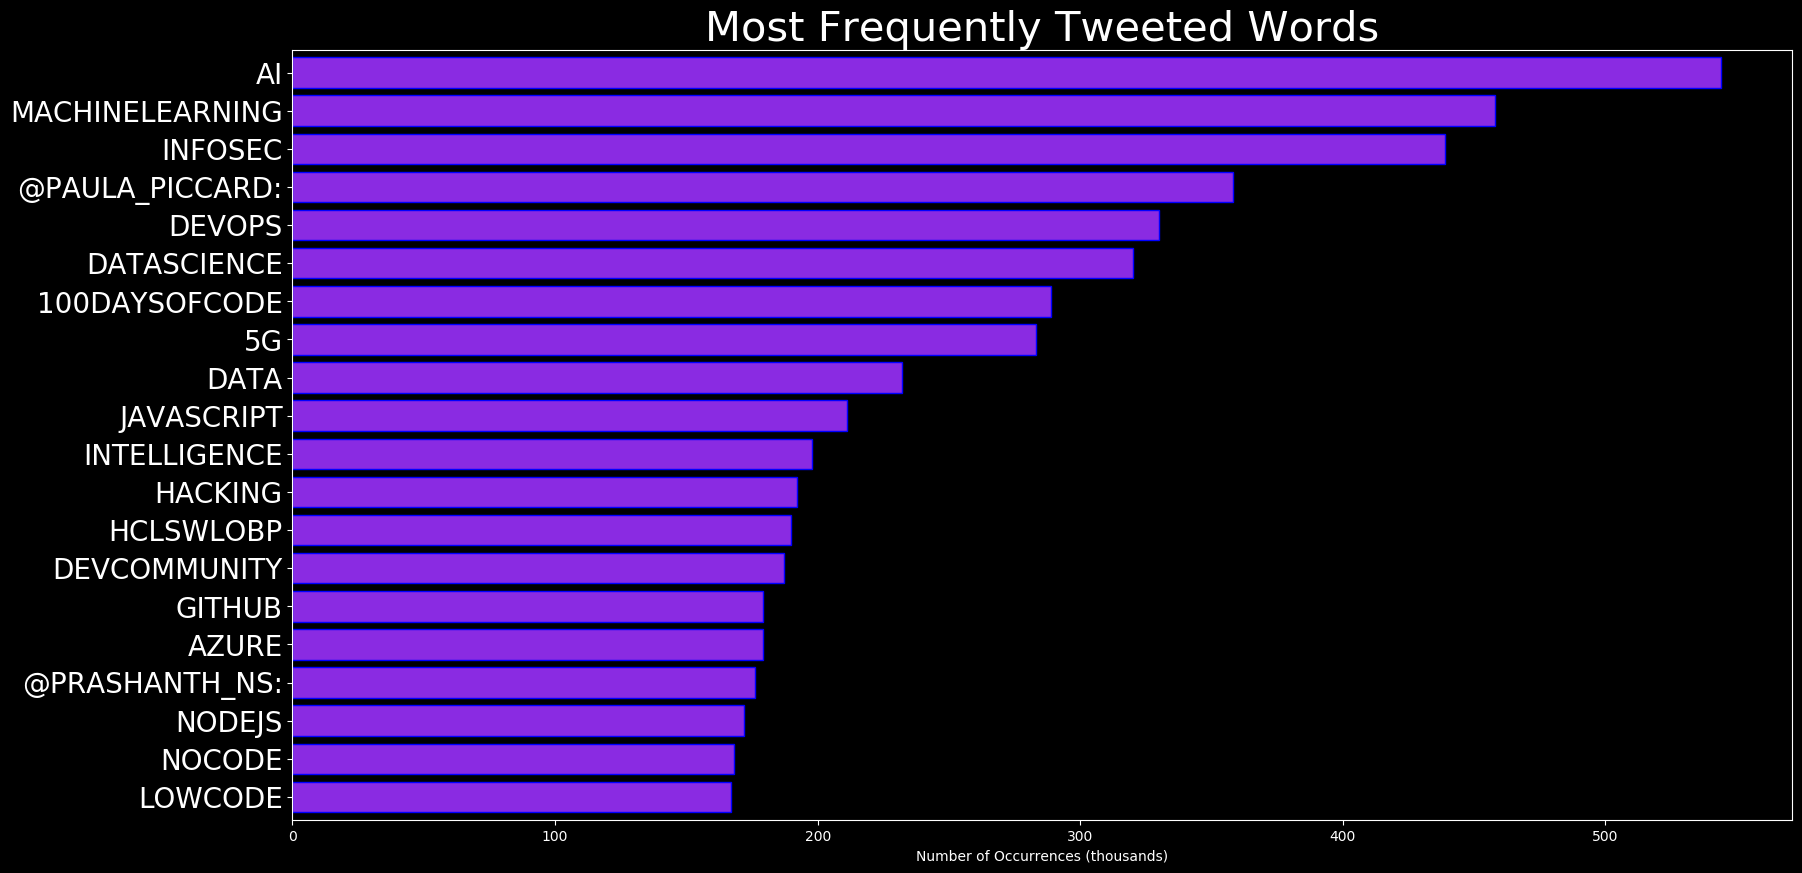 Most Frequently Tweeted Words
AI
MACHINELEARNING
INFOSEC
@PAULA_PICCARD:
DEVOPS
DATASCIENCE
100DAYSOFCODE
5G
DATA
JAVASCRIPT
INTELLIGENCE
HACKING
HCLSWLOBP
DEVCOMMUNITY
GITHUB
AZURE
@PRASHANTH_NS:
NODEJS
NOCODE
LOWCODE
0 100 200 300 400 500
Number of Occurrences (thousands)